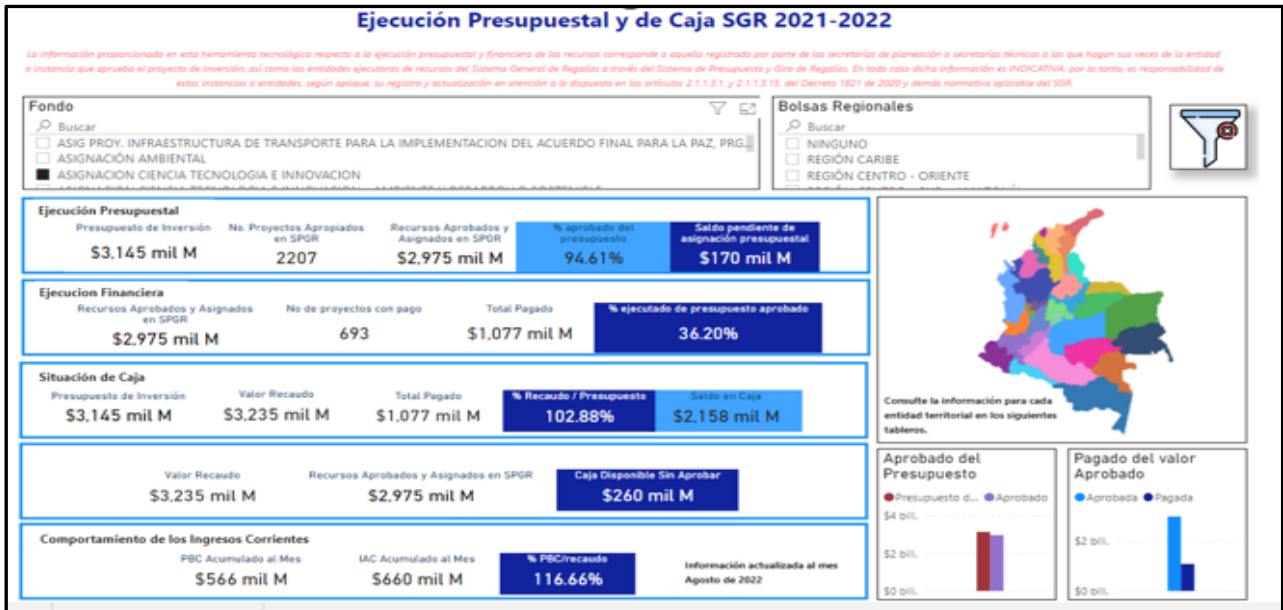 Ejecución Presupuestal y de Caja SGR 2021-2022
La información proporcionada en esta herramienta tecnológica respecto a la ejecución presupuestal y financiera de los recursos corresponde a aquella registrada por parte de las secretarías de planeación o secretarías técnicas o las que hagan sus veces de la entidad
o instancia que aprueba el proyecto de inversión, así como las entidades ejecutoras de recursos del Sistema General de Regalías a través del Sistema de Presupuesto y Giro de Regalías. En todo caso dicha información es INDICATIVA, por lo tanto, es responsabilidad de
estas instancias o entidades, según aplique, su registro y actualización en atención a lo dispuesto en los artículos 2.1.1.3.1. y 2.1.1.3.15. del Decreto 1821 de 2020 y demás normativa aplicable del SGR.
Fondo
Buscar
ASIG PROY. INFRAESTRUCTURA DE TRANSPORTE PARA LA IMPLEMENTACION DEL ACUERDO FINAL PARA LA PAZ, PRG...
ASIGNACIÓN AMBIENTAL
ASIGNACION CIENCIA TECNOLOGIA E INNOVACION
Bolsas Regionales
Buscar
NINGUNO
REGIÓN CARIBE
REGIÓN CENTRO - ORIENTE
Ejecución Presupuestal
Presupuesto de Inversión
$3,145 mil M
No. Proyectos Apropiados
en SPGR
2207
Recursos Aprobados y
Asignados en SPGR
$2,975 mil M
% aprobado del
presupuesto
94.61%
Saldo pendiente de
asignación presupuestal
$170 mil M
Ejecucion Financiera
Recursos Aprobados y Asignados
en SPGR
$2,975 mil M
No de proyectos con pago
693
Total Pagado
$1,077 mil M
% ejecutado de presupuesto aprobado
36.20%
Situación de Caja
Presupuesto de Inversión
$3,145 mil M
Valor Recaudo
$3,235 mil M
Total Pagado
$1,077 mil M
% Recaudo / Presupuesto
102.88%
Saldo en Caja
$2,158 mil M
Valor Recaudo
$3,235 mil M
Recursos Aprobados y Asignados en SPGR
$2,975 mil M
Caja Disponible Sin Aprobar
$260 mil M
Comportamiento de los Ingresos Corrientes
PBC Acumulado al Mes
$566 mil M
IAC Acumulado al Mes
$660 mil M
% PBC/recaudo
116.66%
Información actualizada al mes
Agosto de 2022
Consulte la información para cada
entidad territorial en los siguientes
tableros.
Aprobado del
Presupuesto
Presupuesto d... Aprobado
$4 bill.
$2 bill.
$0 bill.
Pagado del valor
Aprobado
Aprobada Pagada
$2 bill.
$0 bill.